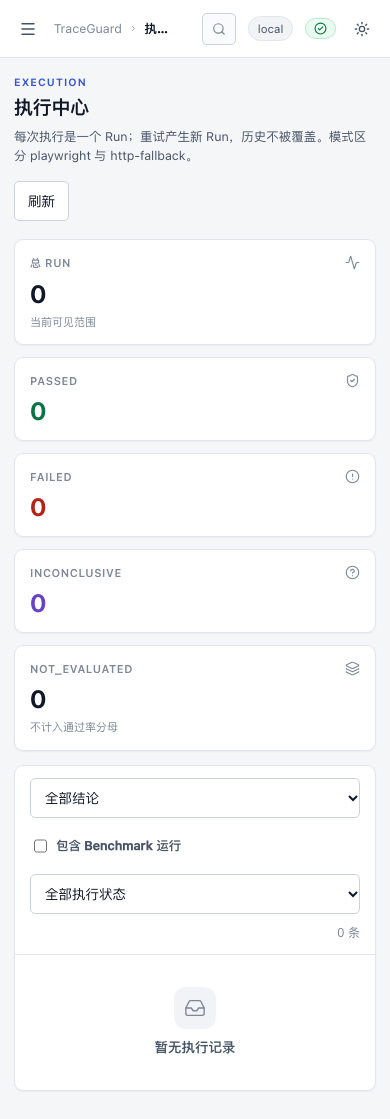 TraceGuard › 执... local
EXECUTION
执行中心
每次执行是一个 Run；重试产生新 Run，历史不被覆盖。模式区
分 playwright 与 http-fallback。
刷新
总 RUN
0
当前可见范围
PASSED
0
FAILED
0
INCONCLUSIVE
0
NOT_EVALUATED
0
不计入通过率分母
全部结论
包含 Benchmark 运行
全部执行状态
0 条
暂无执行记录